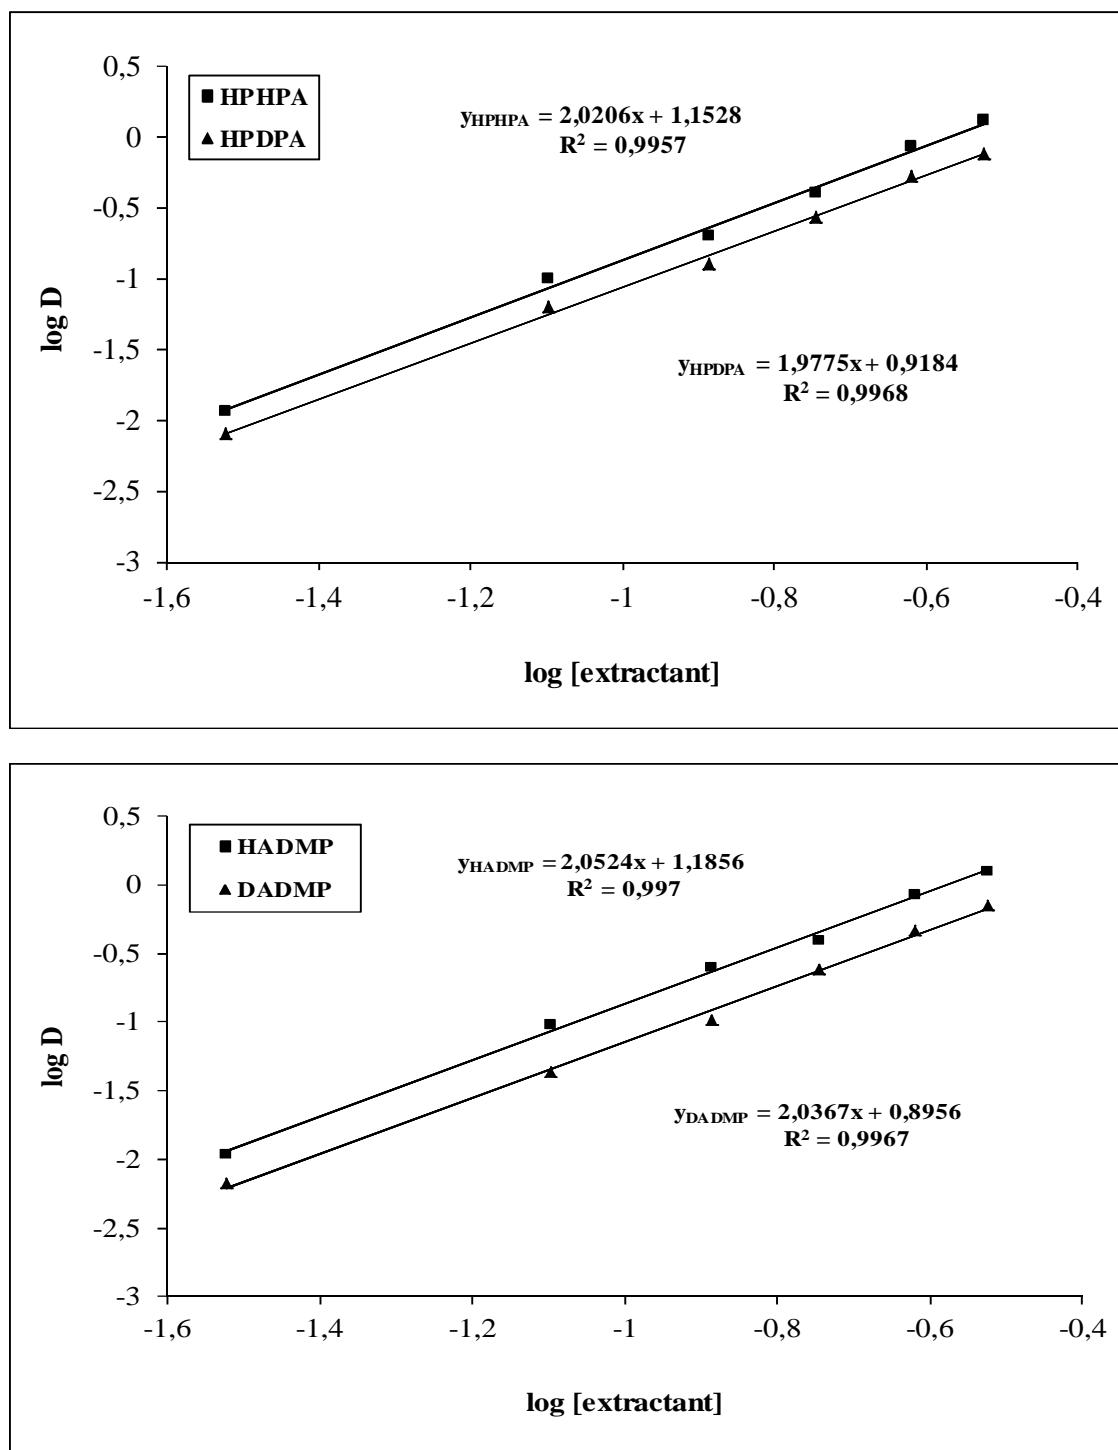 0,5
HPHPA
HPDPA
y_HPHPA = 2,0206x + 1,1528
R² = 0,9957
0
-0,5
-1
-1,5
-2
-2,5
-3
log D
y_HPDPA = 1,9775x + 0,9184
R² = 0,9968
-1,6 -1,4 -1,2 -1 -0,8 -0,6 -0,4
log [extractant]
0,5
HADMP
DADMP
y_HADMP = 2,0524x + 1,1856
R² = 0,997
0
-0,5
-1
-1,5
-2
-2,5
-3
log D
y_DADMP = 2,0367x + 0,8956
R² = 0,9967
-1,6 -1,4 -1,2 -1 -0,8 -0,6 -0,4
log [extractant]